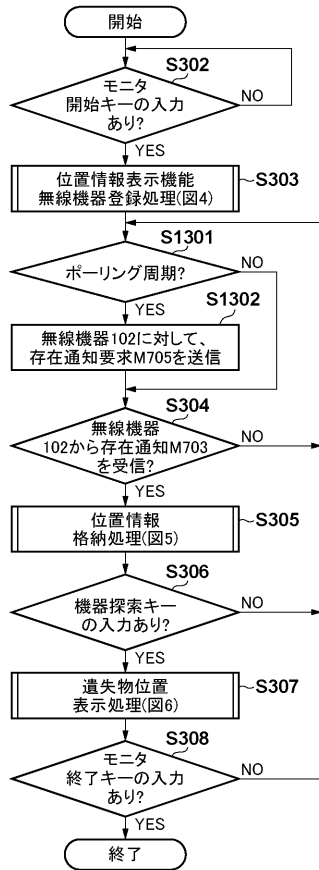 開始
S302
モニタ
開始キーの入力
あり?
NO
YES
位置情報表示機能
無線機器登録処理(図4)
S303
S1301
ポーリング周期?
NO
YES
S1302
無線機器102に対して、
存在通知要求M705を送信
S304
無線機器
102から存在通知M703
を受信?
NO
YES
位置情報
格納処理(図5)
S305
S306
機器探索キー
の入力あり?
NO
YES
遺失物位置
表示処理(図6)
S307
S308
モニタ
終了キーの入力
あり?
NO
YES
終了